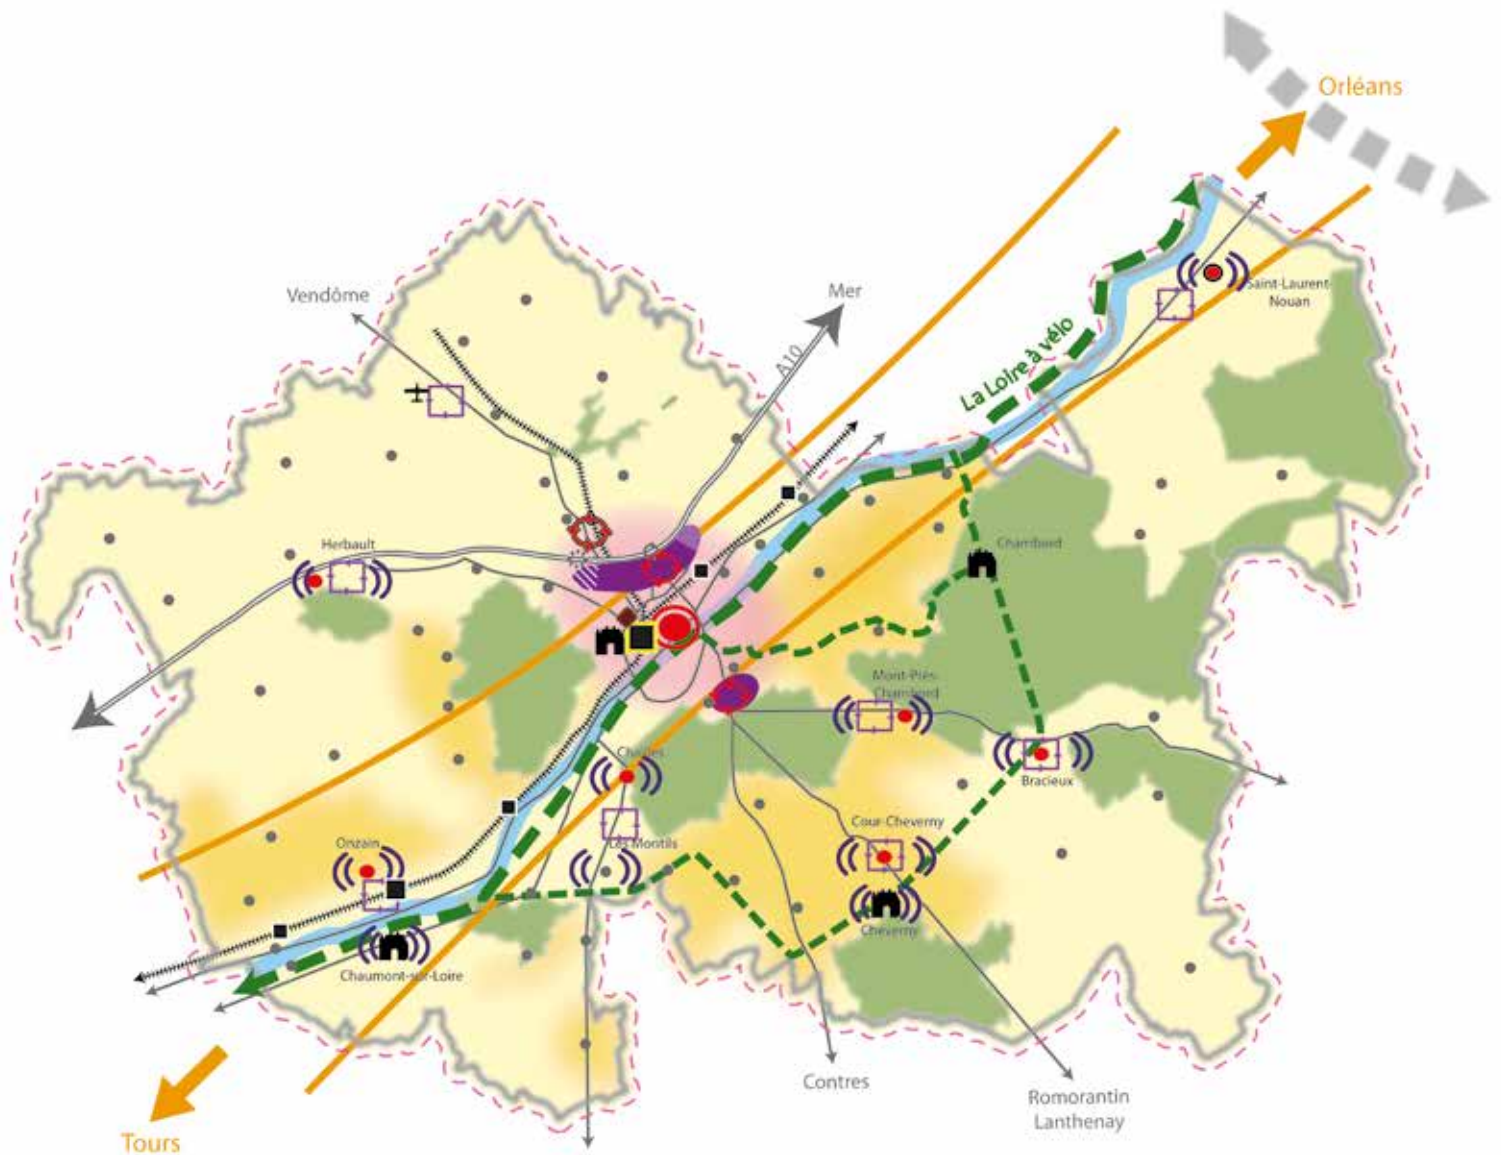 Orléans
Vendôme
Mer
A10
Saint-Laurent-
Nouan
La Loire à vélo
Herbault
Chambord
Mont-Près-
Chambord
Chailles
Bracieux
Cour-Cheverny
Onzain
Les Montils
Cheverny
Chaumont-sur-Loire
Contres
Romorantin
Lanthenay
Tours